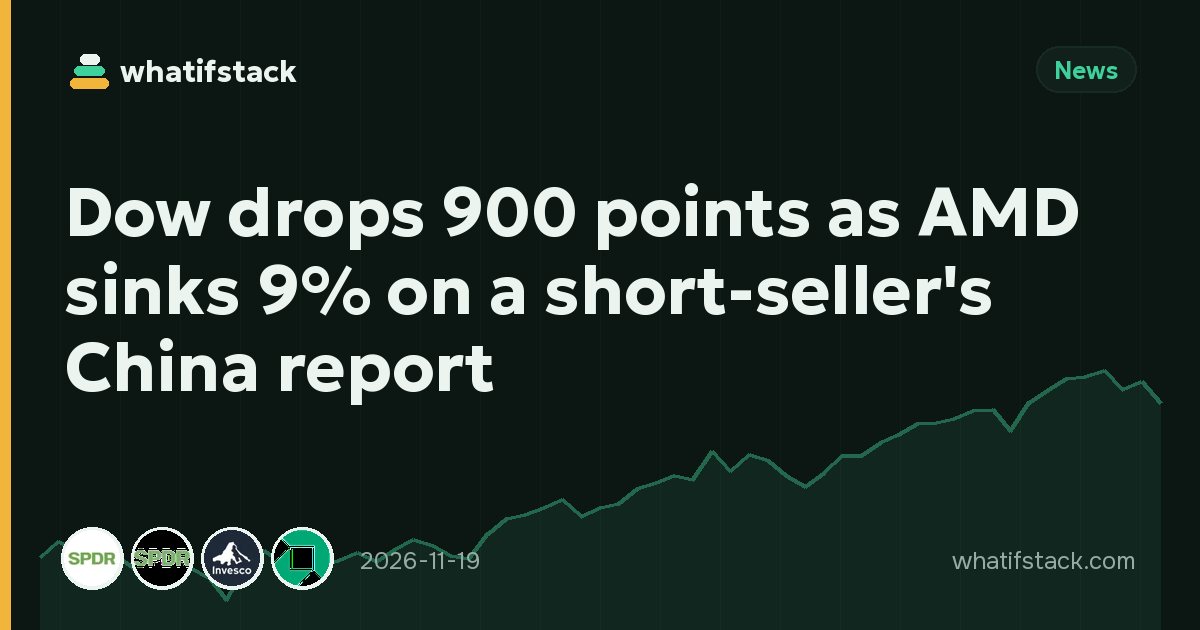 whatifstack
News
Dow drops 900 points as AMD
sinks 9% on a short-seller's
China report
SPDR
SPDR
Invesco
2026-11-19
whatifstack.com